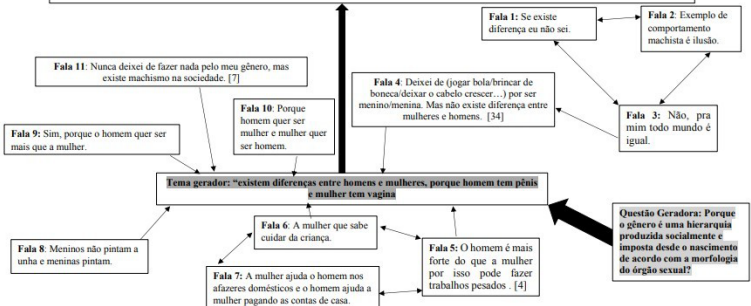 Fala 1: Se existe
diferença eu não sei.
Fala 2: Exemplo de
comportamento
machista é ilusão.
Fala 11: Nunca deixei de fazer nada pelo meu gênero, mas
existe machismo na sociedade. [7]
Fala 4: Deixei de (jogar bola/brincar de
boneca/deixar o cabelo crescer…) por ser
menino/menina. Mas não existe diferença entre
mulheres e homens. [34]
Fala 10: Porque
homem quer ser
mulher e mulher quer
ser homem.
Fala 3: Não, pra
mim todo mundo é
igual.
Fala 9: Sim, porque o homem quer ser
mais que a mulher.
Tema gerador: “existem diferenças entre homens e mulheres, porque homem tem pênis
e mulher tem vagina
Questão Geradora: Porque
o gênero é uma hierarquia
produzida socialmente e
imposta desde o nascimento
de acordo com a morfologia
do órgão sexual?
Fala 6: A mulher que sabe
cuidar da criança.
Fala 8: Meninos não pintam a
unha e meninas pintam.
Fala 5: O homem é mais
forte do que a mulher
por isso pode fazer
trabalhos pesados . [4]
Fala 7: A mulher ajuda o homem nos
afazeres domésticos e o homem ajuda a
mulher pagando as contas de casa.